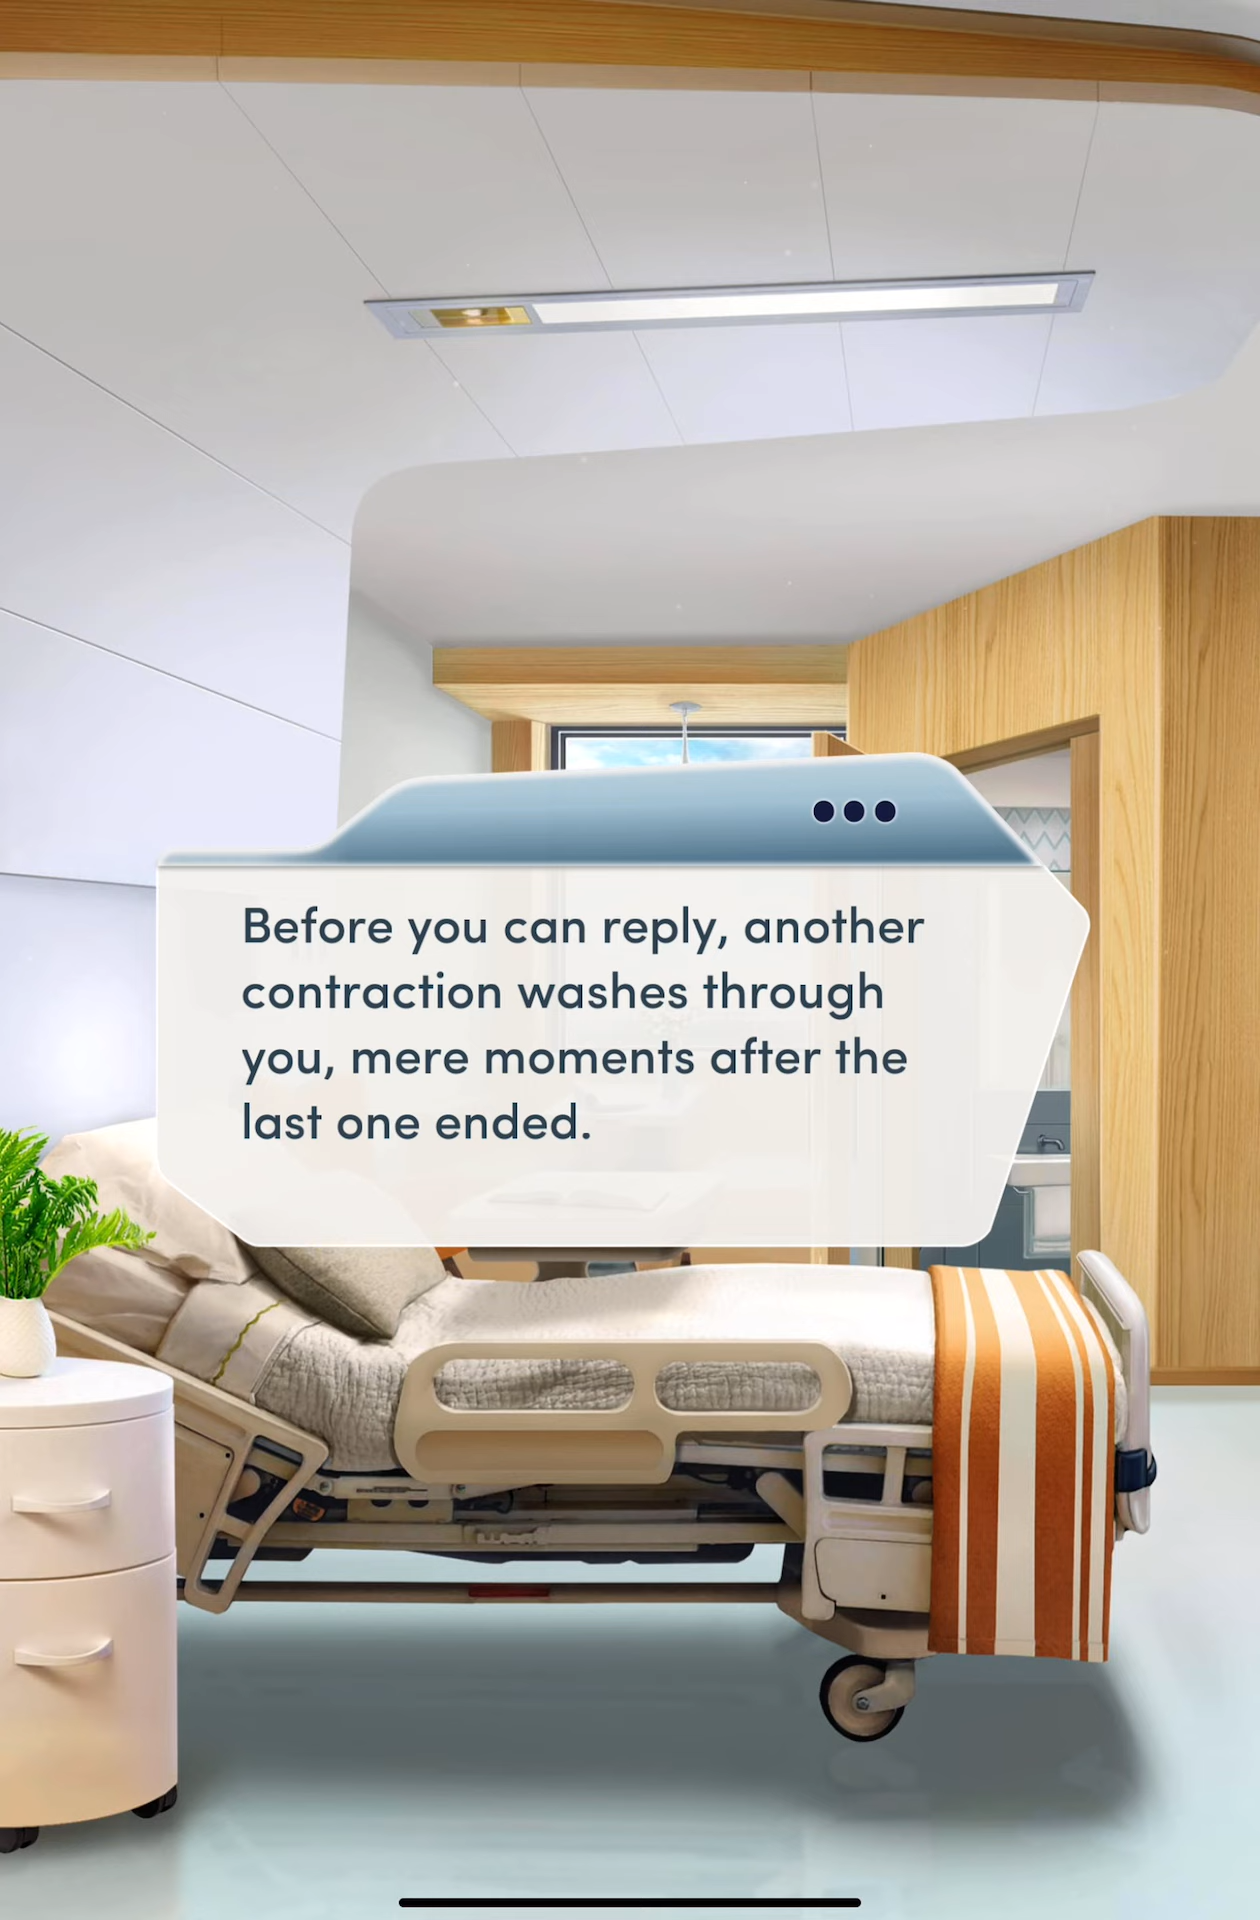 Before you can reply, another
contraction washes through
you, mere moments after the
last one ended.